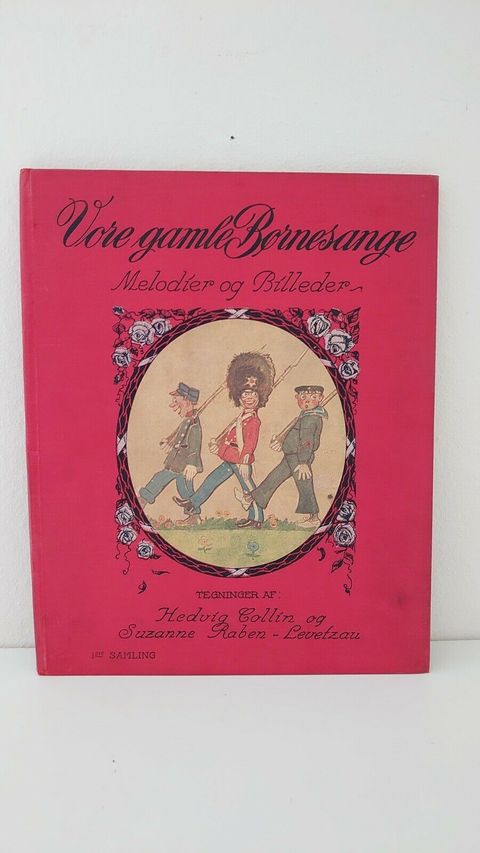 Vore gamle Børnesange
Melodier og Billeder
TEGNINGER AF:
Hedvig Collin og
Suzanne Raben - Levetzau
1STE SAMLING